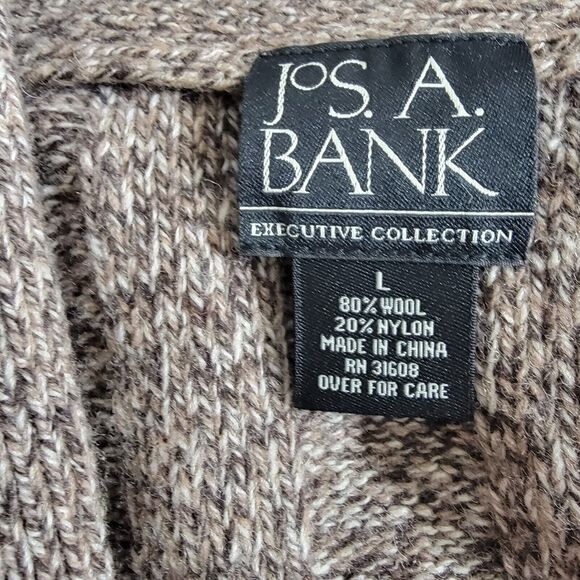 JOS. A.
BANK
EXECUTIVE COLLECTION
L
80% WOOL
20% NYLON
MADE IN CHINA
RN 31608
OVER FOR CARE